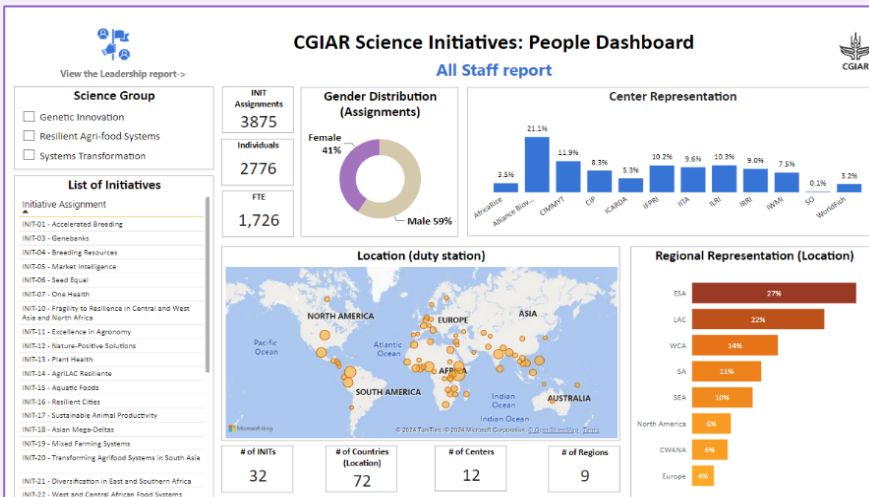 CGIAR Science Initiatives: People Dashboard
All Staff report
View the Leadership report->
CGIAR
Science Group
Genetic Innovation
Resilient Agri-food Systems
Systems Transformation
List of Initiatives
Initiative Assignment
INIT-01 - Accelerated Breeding
INIT-03 - Genebanks
INIT-04 - Breeding Resources
INIT-05 - Market Intelligence
INIT-06 - Seed Equal
INIT-07 - One Health
INIT-10 - Fragility to Resilience in Central and West
Asia and North Africa
INIT-11 - Excellence in Agronomy
INIT-12 - Nature-Positive Solutions
INIT-13 - Plant Health
INIT-14 - AgriLAC Resiliente
INIT-15 - Aquatic Foods
INIT-16 - Resilient Cities
INIT-17 - Sustainable Animal Productivity
INIT-18 - Asian Mega-Deltas
INIT-19 - Mixed Farming Systems
INIT-20 - Transforming Agrifood Systems in South Asia
INIT-21 - Diversification in East and Southern Africa
INIT-22 - West and Central African Food Systems
INIT
Assignments
3875
Individuals
2776
FTE
1,726
Gender Distribution
(Assignments)
Female
41%
Male 59%
Center Representation
3.5%
21.1%
11.9%
8.3%
5.3%
10.2%
9.6%
10.3%
9.0%
7.5%
0.1%
3.2%
AfricaRice
Alliance Biov...
CIMMYT
CIP
ICARDA
IFPRI
IITA
ILRI
IRRI
IWMI
SO
WorldFish
Location (duty station)
NORTH AMERICA
EUROPE
ASIA
Pacific
Ocean
Atlantic
Ocean
AFRICA
SOUTH AMERICA
Indian
Ocean
AUSTRALIA
Indian Ocean
Microsoft Bing
© 2024 TomTom, © 2024 Microsoft Corporation, © OpenStreetMap Terms
# of INITs
32
# of Countries
(Location)
72
# of Centers
12
# of Regions
9
Regional Representation (Location)
ESA 27%
LAC 22%
WCA 14%
SA 11%
SEA 10%
North America 6%
CWANA 6%
Europe 4%